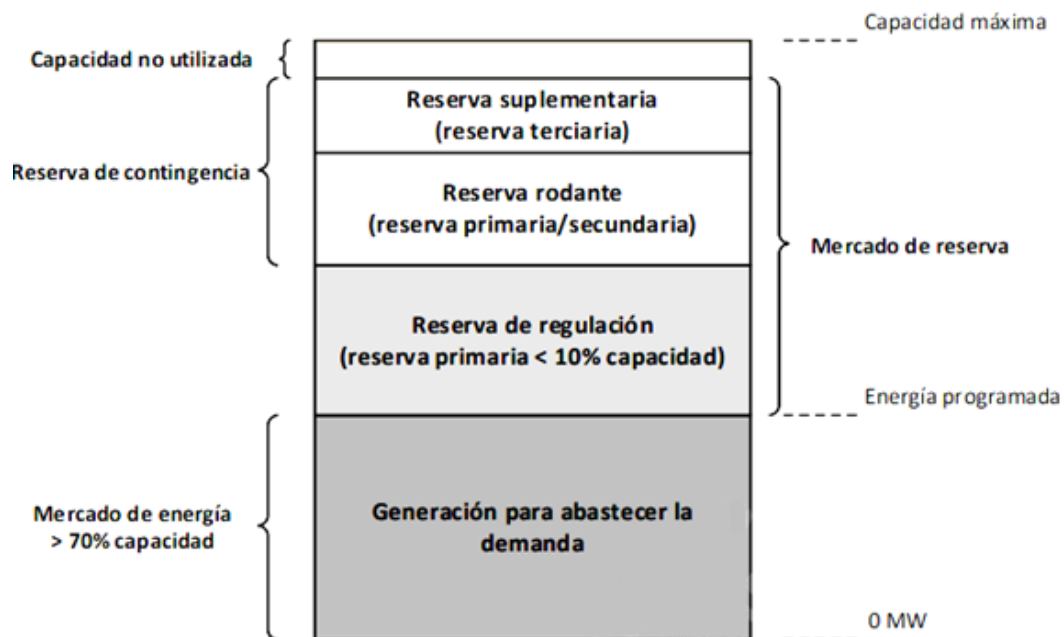 Capacidad máxima
Capacidad no utilizada
Reserva suplementaria
(reserva terciaria)
Reserva de contingencia
Reserva rodante
(reserva primaria/secundaria)
Mercado de reserva
Reserva de regulación
(reserva primaria < 10% capacidad)
Energía programada
Mercado de energía
> 70% capacidad
Generación para abastecer la
demanda
0 MW